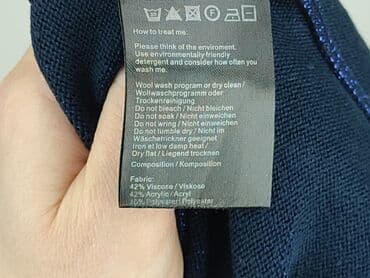 How to treat me:
Please think of the enviroment.
Use environmentally friendly
detergent and consider how often you
wash me.
Wool wash program or dry clean /
Wollwaschprogramm oder
Trockenreinigung
Do not bleach / Nicht bleichen
Do not soak / Nicht einweichen
Do not wring / Nicht einweichen
Do not tumble dry / Nicht im
Wäschertrickner geeignet
Iron at low damp heat /
Dry flat / Liegend trocknen
Composition / Komposition
Fabric:
42% Viscose / Viskose
42% Acrylic / Acryl
Polyester / Polyester